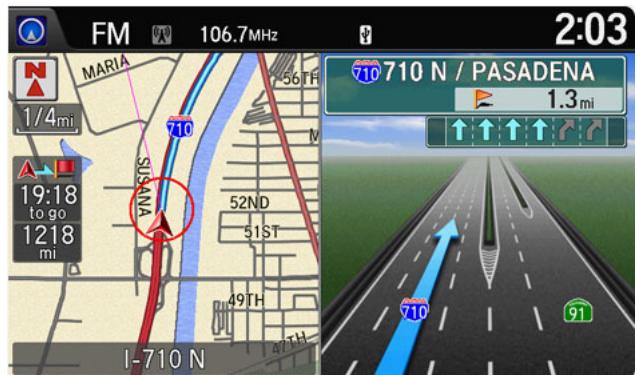 FM 106.7MHz 2:03
N
1/4mi
19:18
to go
1218
mi
MARIA
56TH
710
SUSANA
52ND
51ST
49TH
47TH
I-710 N
710 710 N / PASADENA
1.3mi
710
91